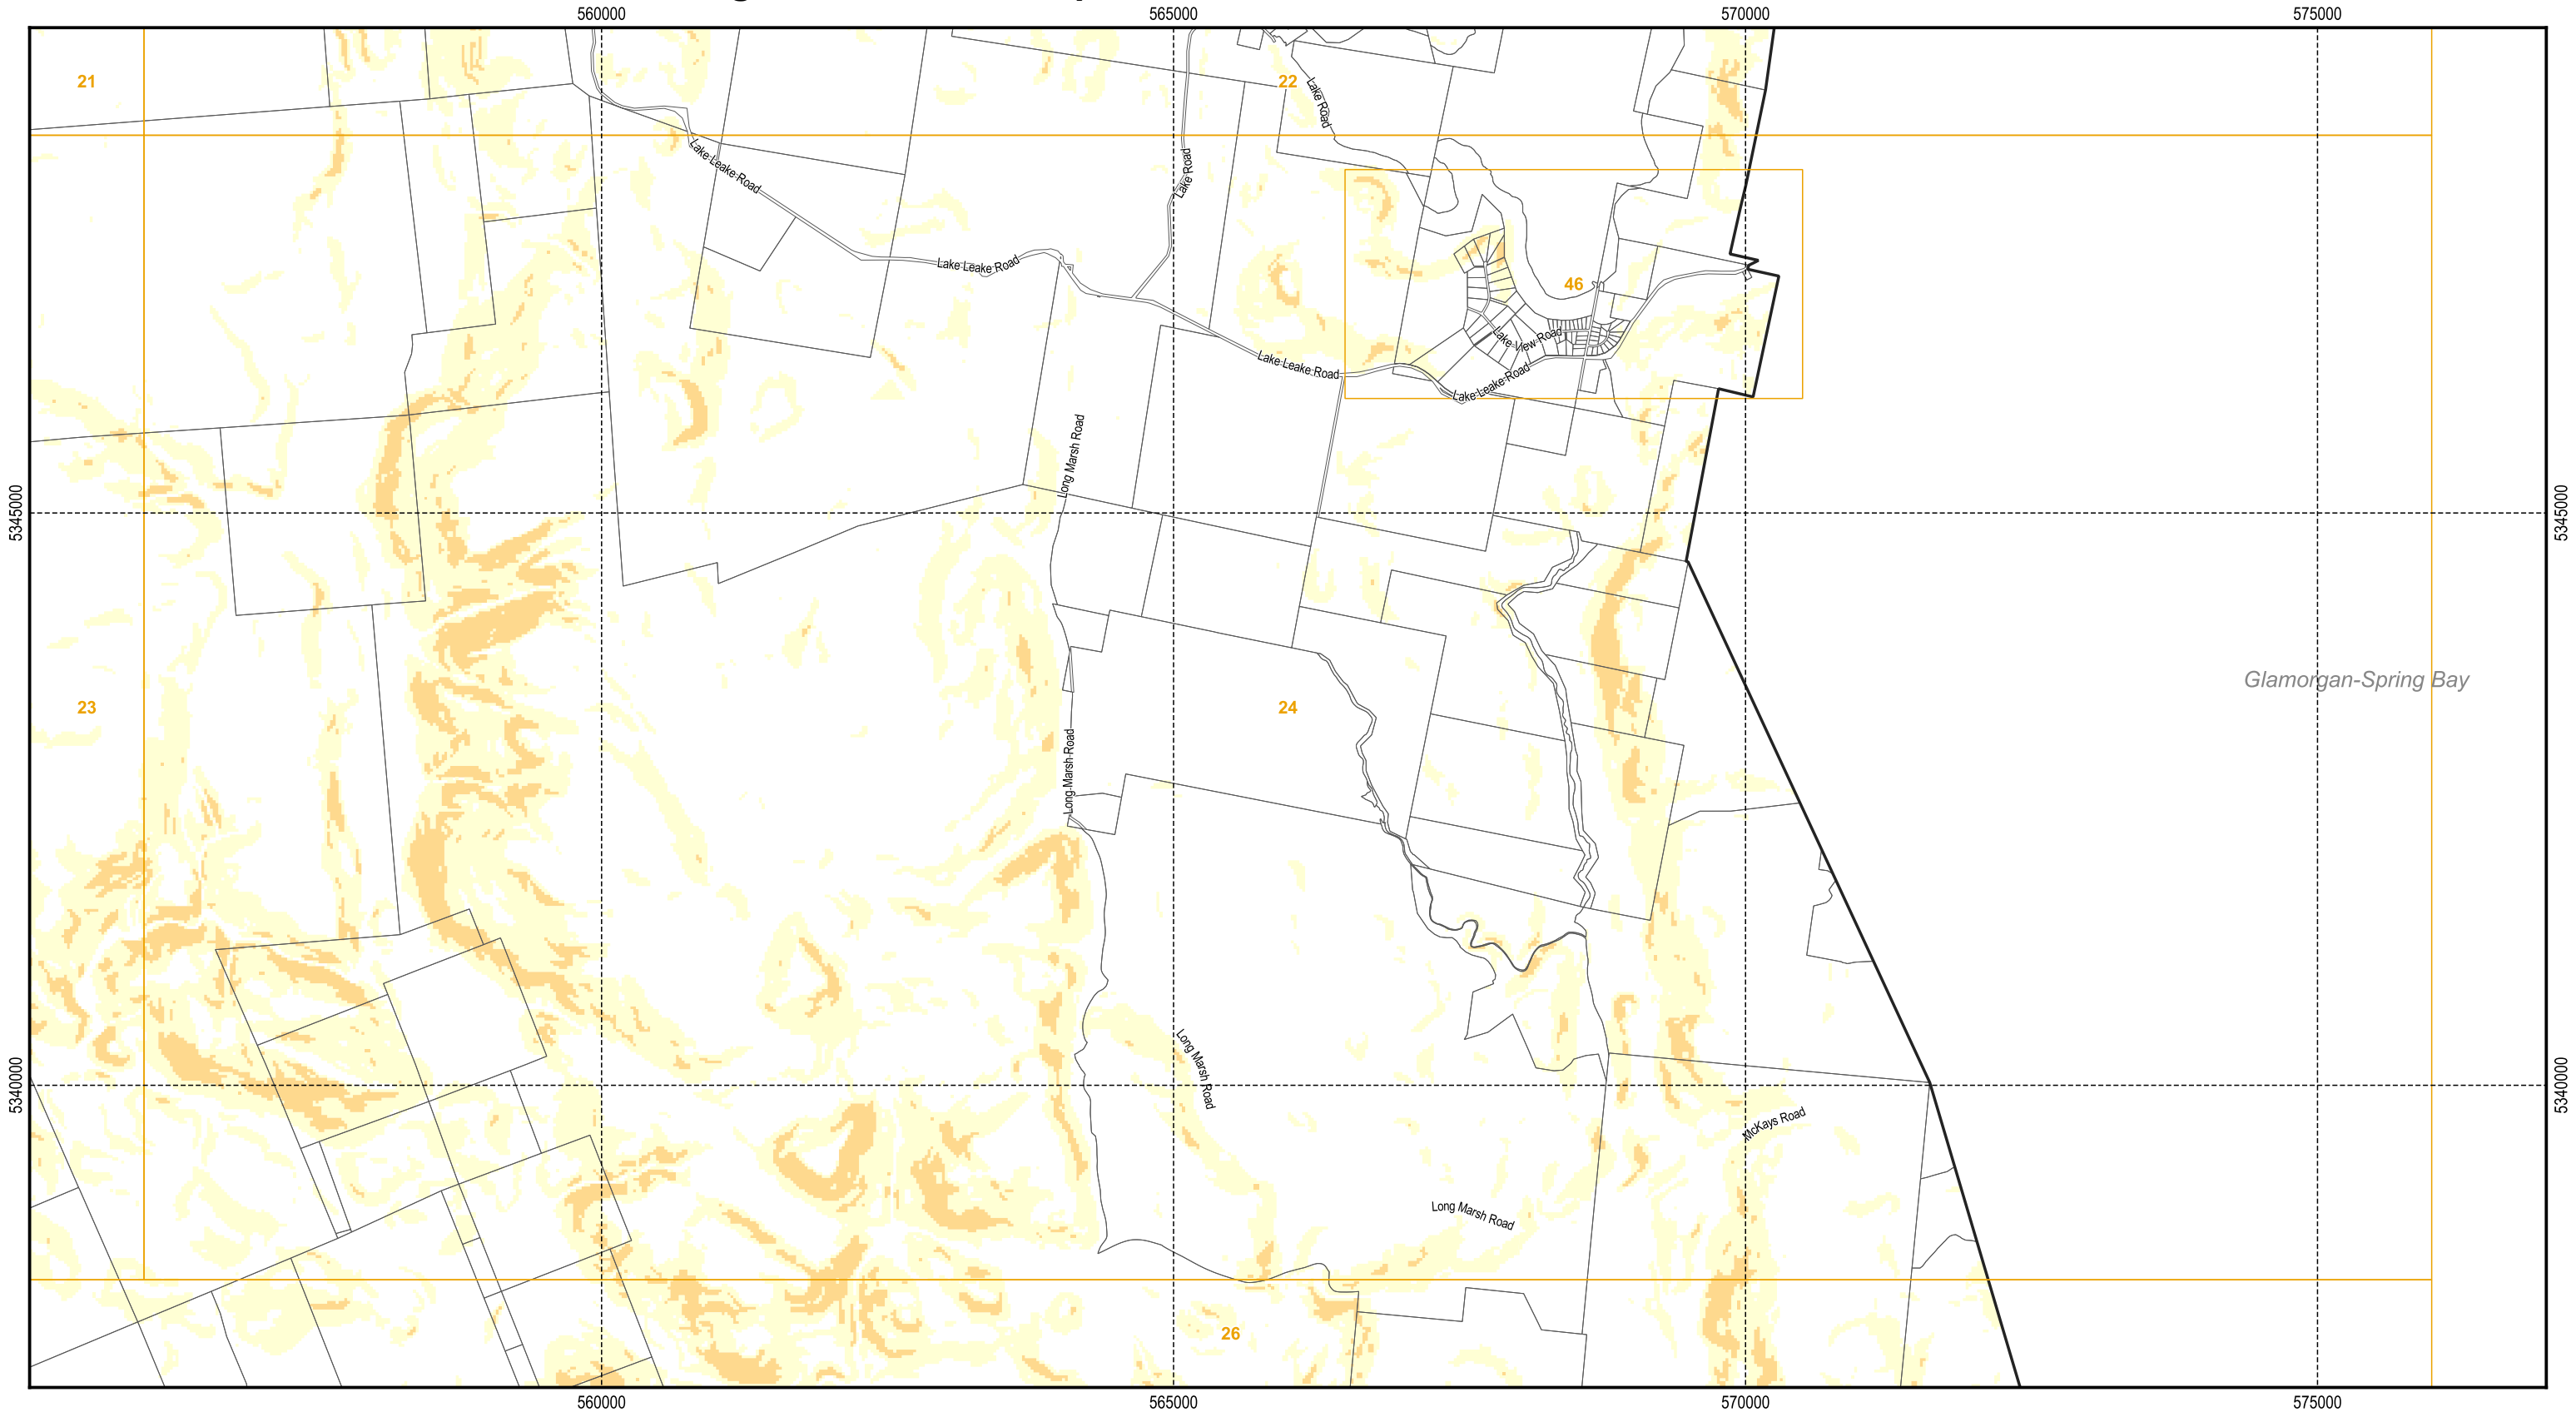 560000
565000
570000
575000
21
22
Lake Road
Lake Leake Road
Lake Road
Lake Leake Road
46
Lake View Road
Lake Leake Road
Lake Leake Road
Long Marsh Road
5345000
5345000
Glamorgan-Spring Bay
23
24
Long Marsh Road
Long Marsh Road
5340000
5340000
McKays Road
Long Marsh Road
26
560000
565000
570000
575000